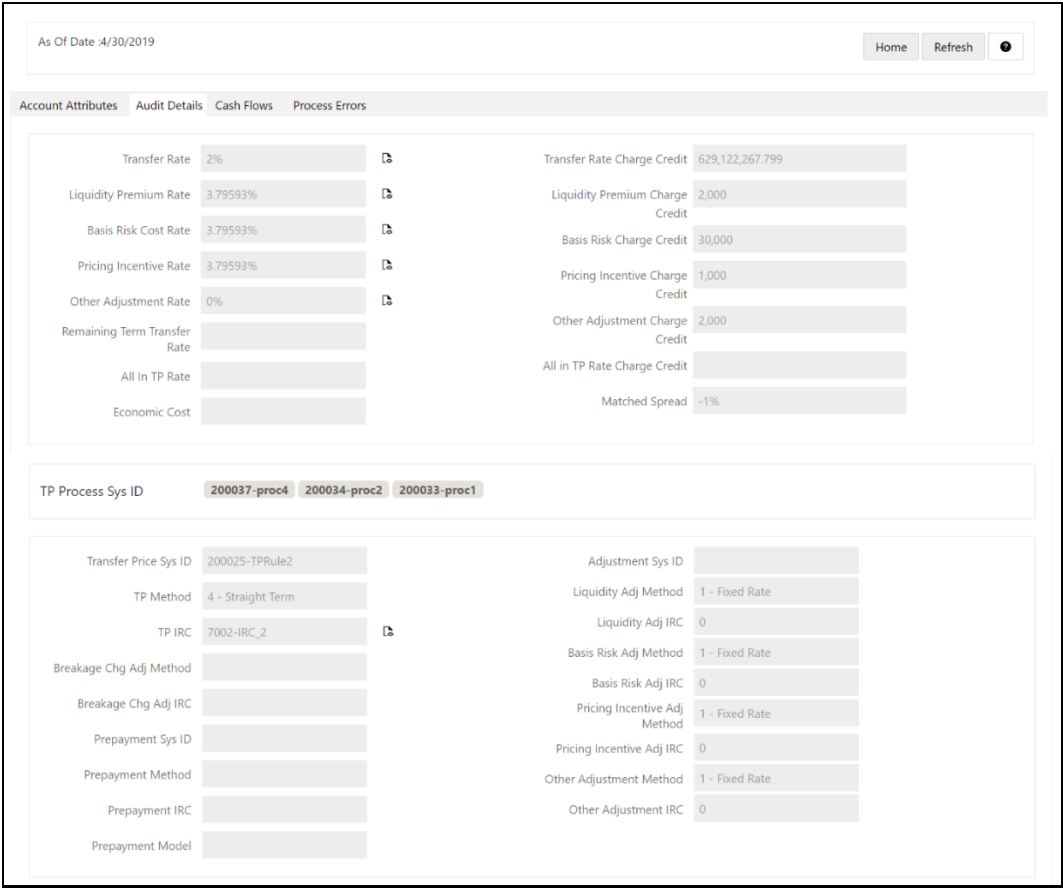 As Of Date :4/30/2019
Home Refresh ?
Account Attributes Audit Details Cash Flows Process Errors
Transfer Rate 2%
Liquidity Premium Rate 3.79593%
Basis Risk Cost Rate 3.79593%
Pricing Incentive Rate 3.79593%
Other Adjustment Rate 0%
Remaining Term Transfer
Rate
All In TP Rate
Economic Cost
Transfer Rate Charge Credit 629,122,267.799
Liquidity Premium Charge 2,000
Credit
Basis Risk Charge Credit 30,000
Pricing Incentive Charge 1,000
Credit
Other Adjustment Charge 2,000
Credit
All in TP Rate Charge Credit
Matched Spread -1%
TP Process Sys ID 200037-proc4 200034-proc2 200033-proc1
Transfer Price Sys ID 200025-TPRule2
TP Method 4 - Straight Term
TP IRC 7002-IRC_2
Breakage Chg Adj Method
Breakage Chg Adj IRC
Prepayment Sys ID
Prepayment Method
Prepayment IRC
Prepayment Model
Adjustment Sys ID
Liquidity Adj Method 1 - Fixed Rate
Liquidity Adj IRC 0
Basis Risk Adj Method 1 - Fixed Rate
Basis Risk Adj IRC 0
Pricing Incentive Adj 1 - Fixed Rate
Method
Pricing Incentive Adj IRC 0
Other Adjustment Method 1 - Fixed Rate
Other Adjustment IRC 0